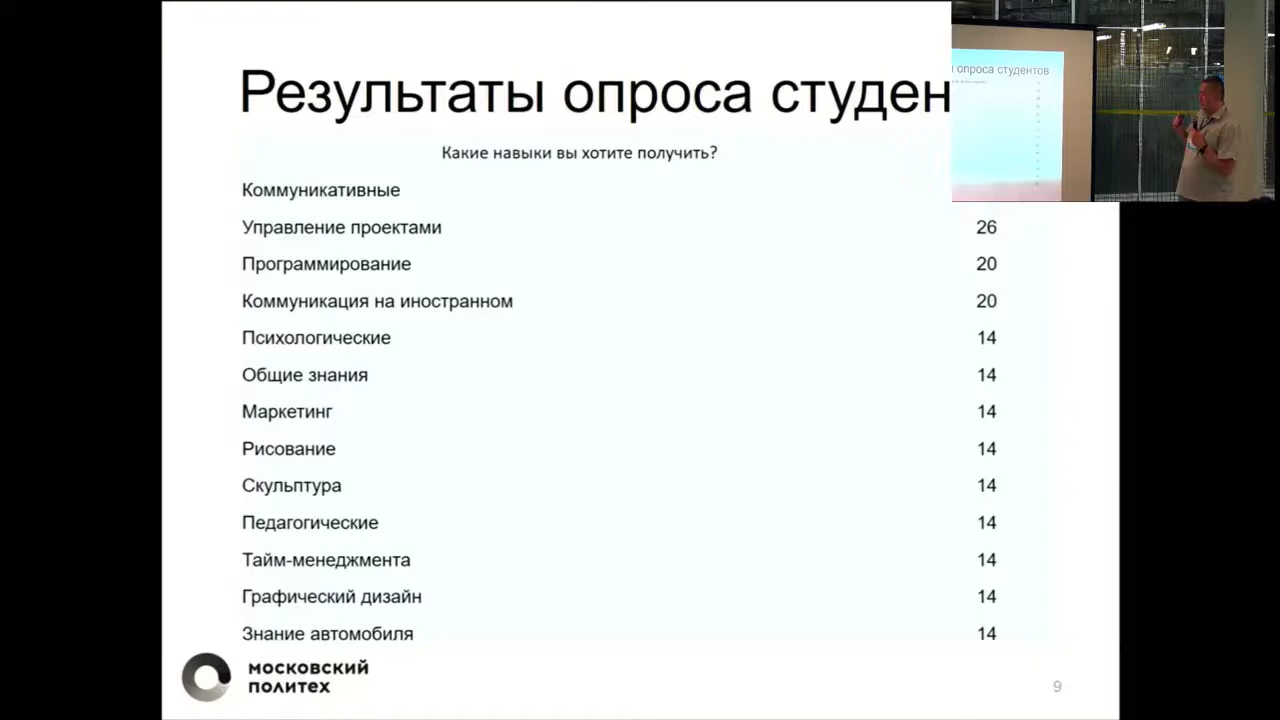 Результаты опроса студен
опроса студентов
Какие навыки вы хотите получить?
Коммуникативные
Управление проектами 26
Программирование 20
Коммуникация на иностранном 20
Психологические 14
Общие знания 14
Маркетинг 14
Рисование 14
Скульптура 14
Педагогические 14
Тайм-менеджмента 14
Графический дизайн 14
Знание автомобиля 14
московский
политех
9